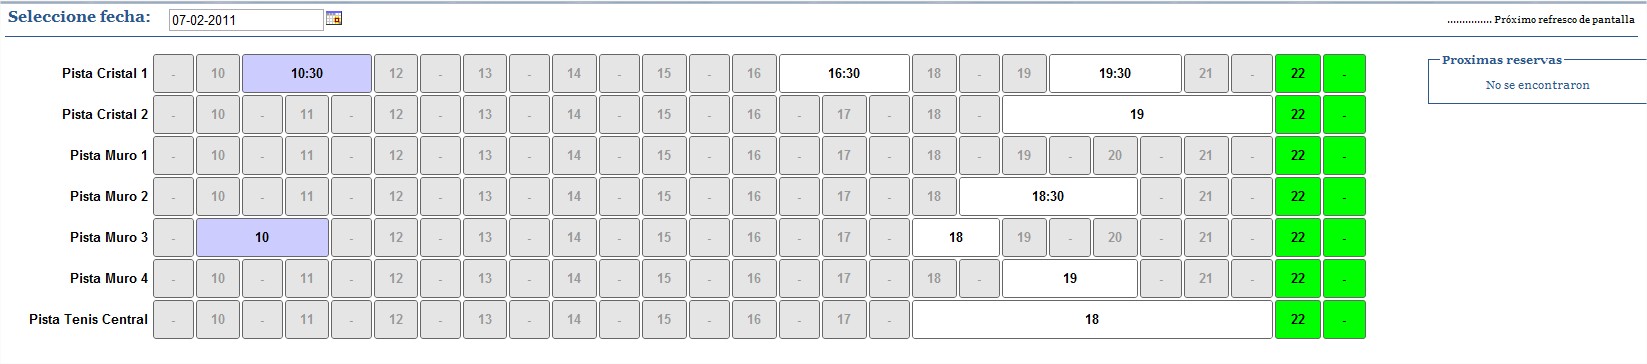 Seleccione fecha: 07-02-2011 ............... Próximo refresco de pantalla
Pista Cristal 1 - 10 10:30 12 - 13 - 14 - 15 - 16 16:30 18 - 19 19:30 21 - 22 -
Proximas reservas
No se encontraron
Pista Cristal 2 - 10 - 11 - 12 - 13 - 14 - 15 - 16 - 17 - 18 - 19 22 -
Pista Muro 1 - 10 - 11 - 12 - 13 - 14 - 15 - 16 - 17 - 18 - 19 - 20 - 21 - 22 -
Pista Muro 2 - 10 - 11 - 12 - 13 - 14 - 15 - 16 - 17 - 18 18:30 - 21 - 22 -
Pista Muro 3 - 10 - 12 - 13 - 14 - 15 - 16 - 17 - 18 19 - 20 - 21 - 22 -
Pista Muro 4 - 10 - 11 - 12 - 13 - 14 - 15 - 16 - 17 - 18 - 19 - 21 - 22 -
Pista Tenis Central - 10 - 11 - 12 - 13 - 14 - 15 - 16 - 17 - 18 22 -